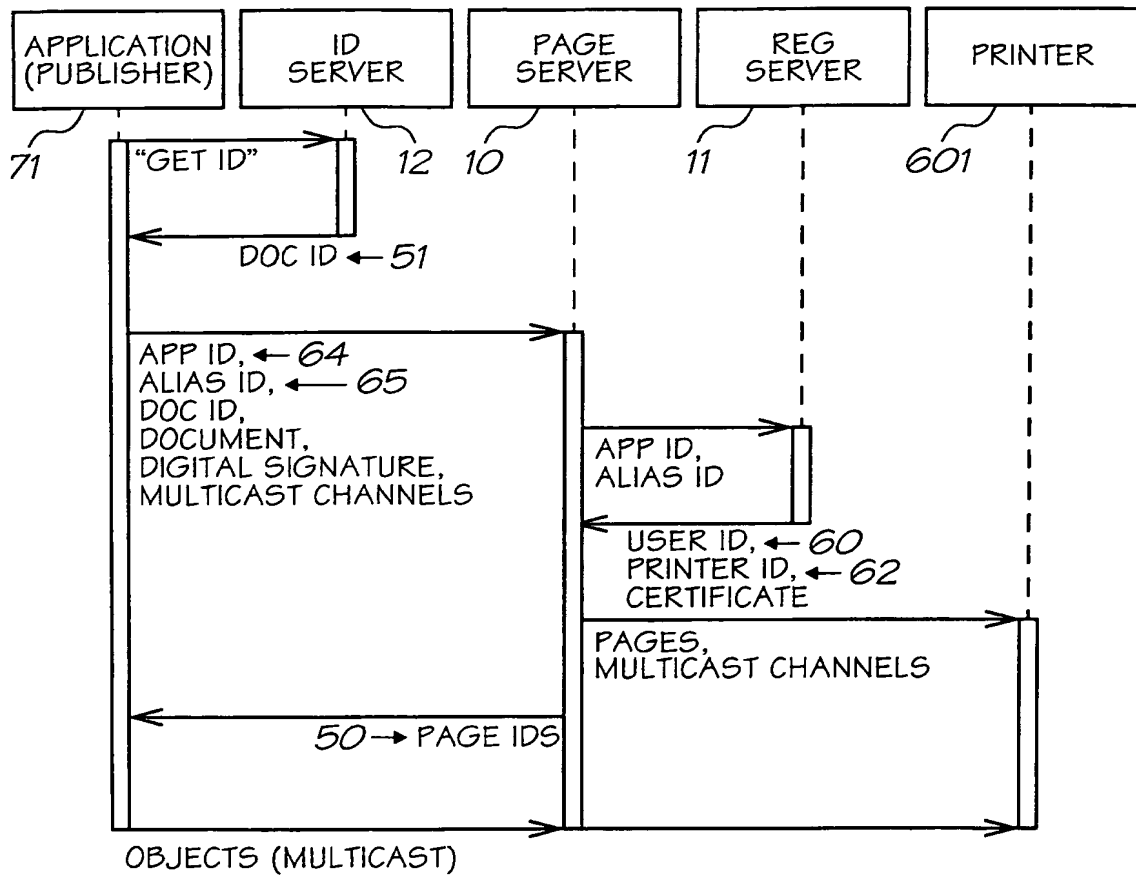 APPLICATION
(PUBLISHER)
ID
SERVER
PAGE
SERVER
REG
SERVER
PRINTER
71
12
10
11
601
"GET ID"
DOC ID ← 51
APP ID, ← 64
ALIAS ID, ← 65
DOC ID,
DOCUMENT,
DIGITAL SIGNATURE,
MULTICAST CHANNELS
APP ID,
ALIAS ID
USER ID, ← 60
PRINTER ID, ← 62
CERTIFICATE
PAGES,
MULTICAST CHANNELS
50 → PAGE IDS
OBJECTS (MULTICAST)